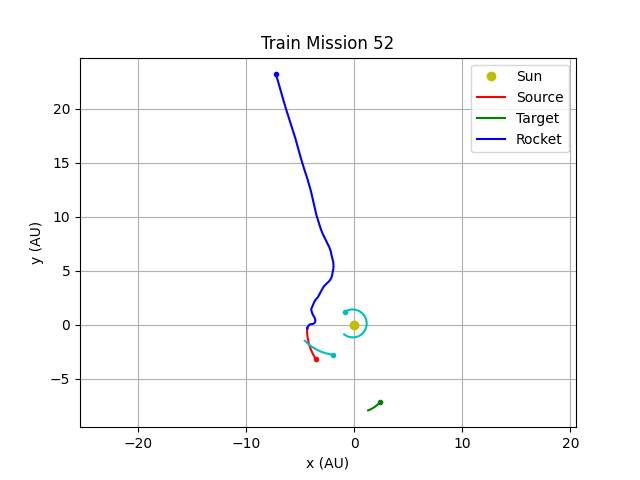 Train Mission 52
Sun
Source
Target
Rocket
20
15
10
5
0
−5
−20
−10
0
10
20
x (AU)
y (AU)